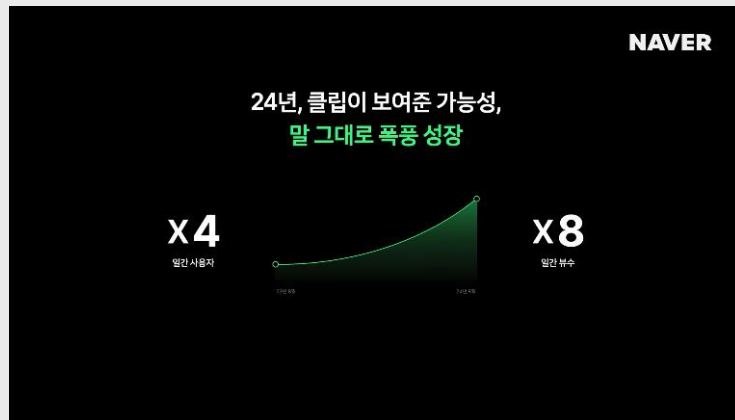 NAVER
24년, 클립이 보여준 가능성,
말 그대로 폭풍 성장
X4
일간 사용자
X8
일간 뷰수